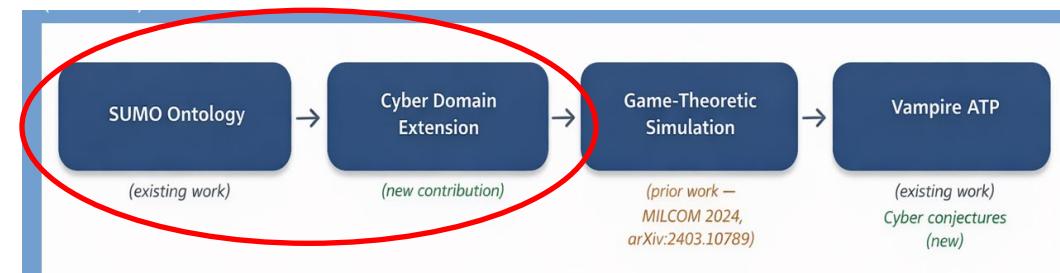 SUMO Ontology
→
Cyber Domain
Extension
→
Game-Theoretic
Simulation
→
Vampire ATP
(existing work)
(new contribution)
(prior work —
MILCOM 2024,
arXiv:2403.10789)
(existing work)
Cyber conjectures
(new)